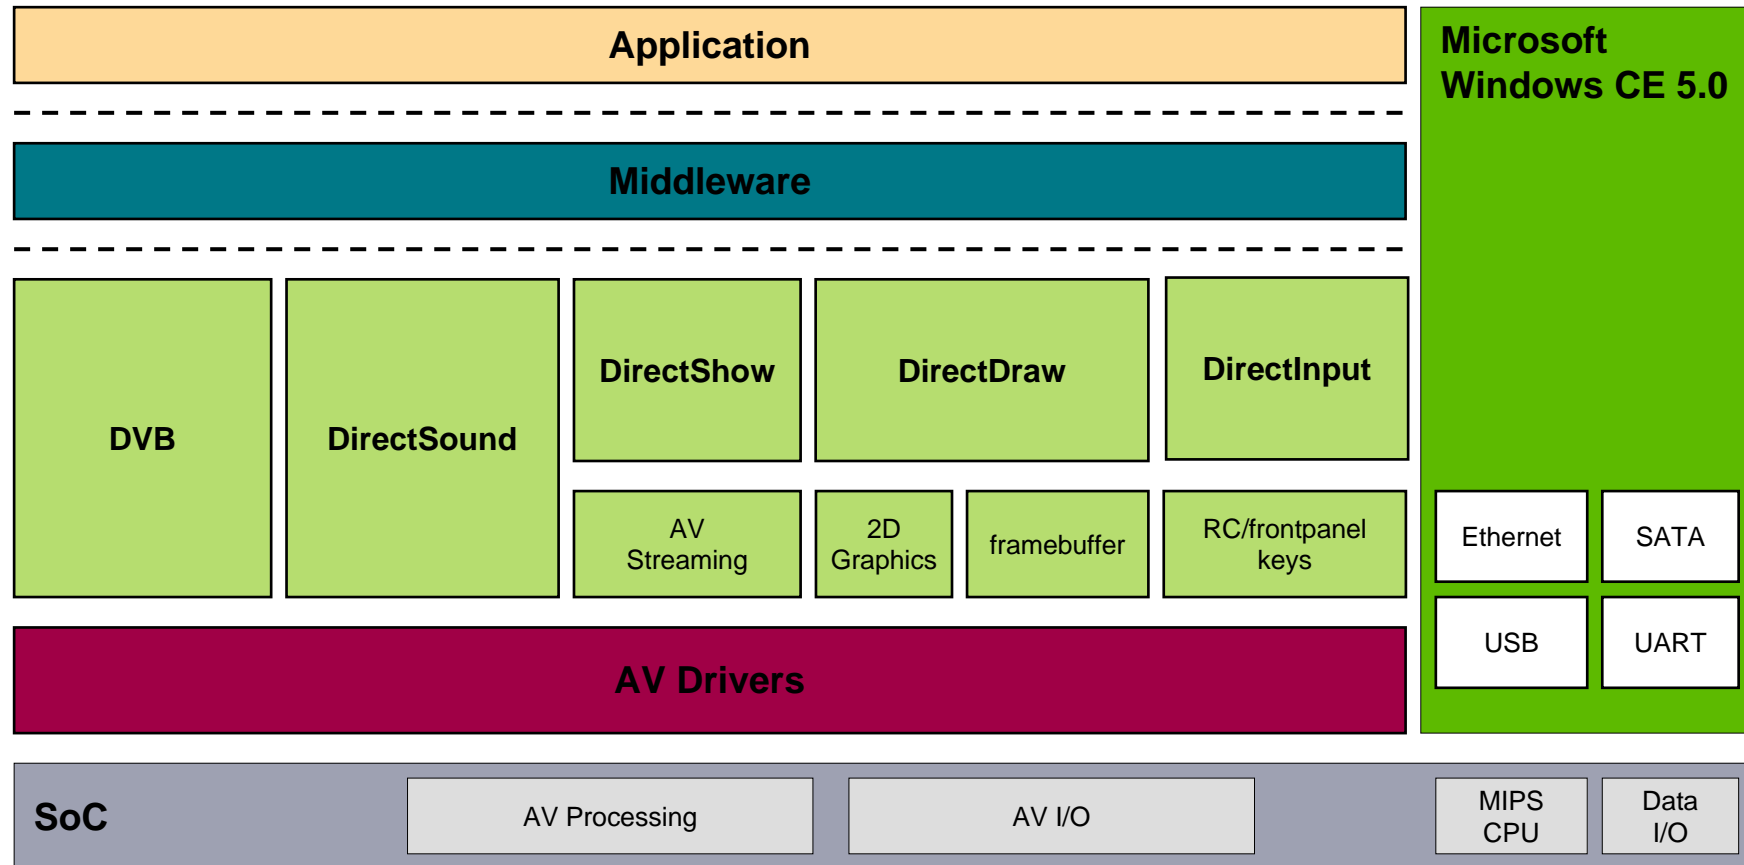 Application
Microsoft
Windows CE 5.0
Middleware
DVB
DirectSound
DirectShow
DirectDraw
DirectInput
AV
Streaming
2D
Graphics
framebuffer
RC/frontpanel
keys
Ethernet
SATA
USB
UART
AV Drivers
SoC
AV Processing
AV I/O
MIPS
CPU
Data
I/O